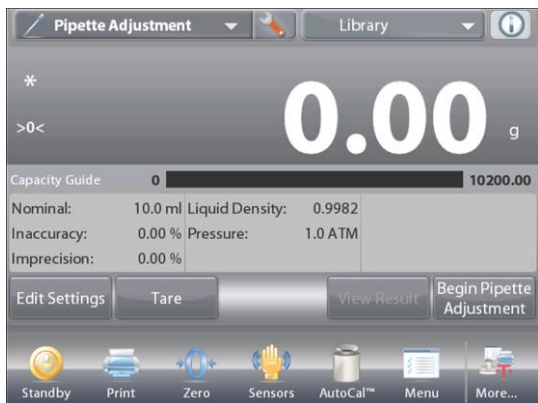 Pipette Adjustment
Library
*
>0<
0.00 g
Capacity Guide 0 10200.00
Nominal: 10.0 ml Liquid Density: 0.9982
Inaccuracy: 0.00 % Pressure: 1.0 ATM
Imprecision: 0.00 %
Edit Settings
Tare
View Result
Begin Pipette
Adjustment
Standby
Print
Zero
Sensors
AutoCal™
Menu
More...